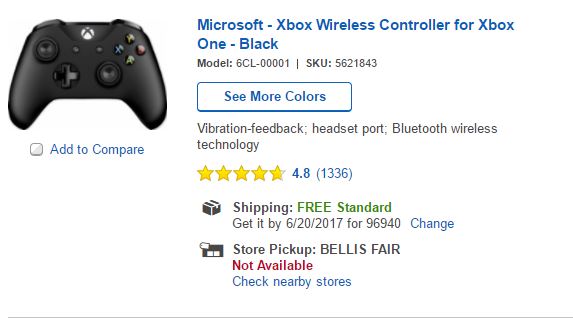 Microsoft - Xbox Wireless Controller for Xbox
One - Black
Model: 6CL-00001 | SKU: 5621843
See More Colors
Vibration-feedback; headset port; Bluetooth wireless
technology
Add to Compare
4.8 (1336)
Shipping: FREE Standard
Get it by 6/20/2017 for 96940 Change
Store Pickup: BELLIS FAIR
Not Available
Check nearby stores